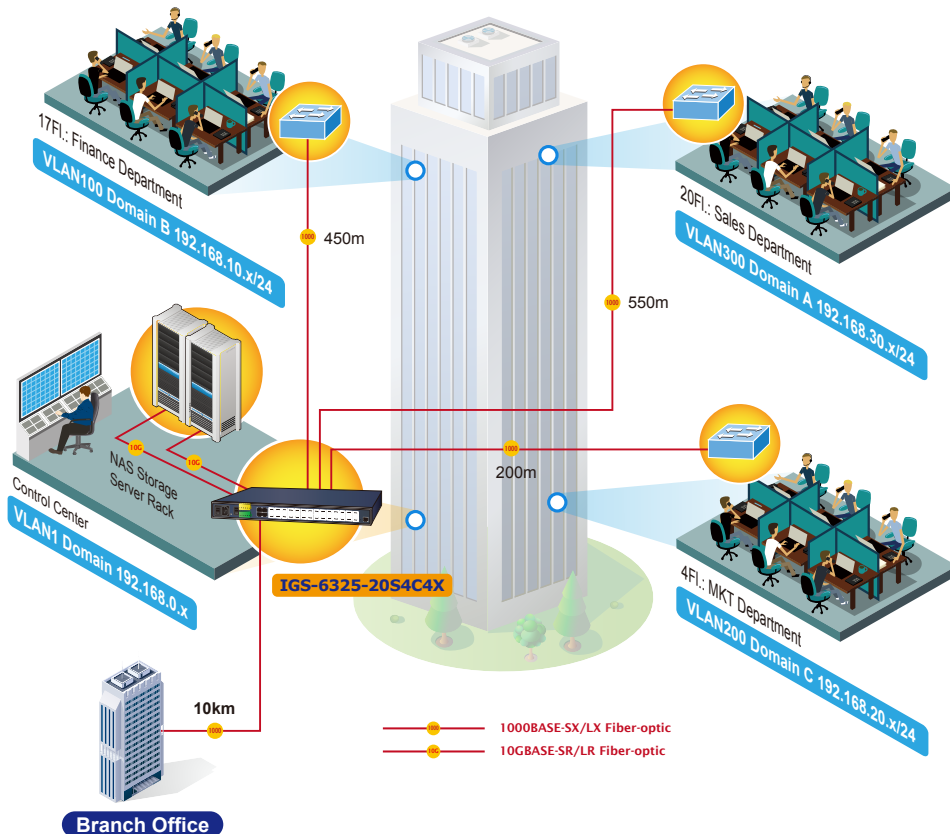 17Fl.: Finance Department
VLAN100 Domain B 192.168.10.x/24
1000
450m
20Fl.: Sales Department
VLAN300 Domain A 192.168.30.x/24
1000
550m
10G
10G
NAS Storage
Server Rack
Control Center
VLAN1 Domain 192.168.0.x
IGS-6325-20S4C4X
1000
200m
4Fl.: MKT Department
VLAN200 Domain C 192.168.20.x/24
10km
1000
Branch Office
1000 1000BASE-SX/LX Fiber-optic
10G 10GBASE-SR/LR Fiber-optic